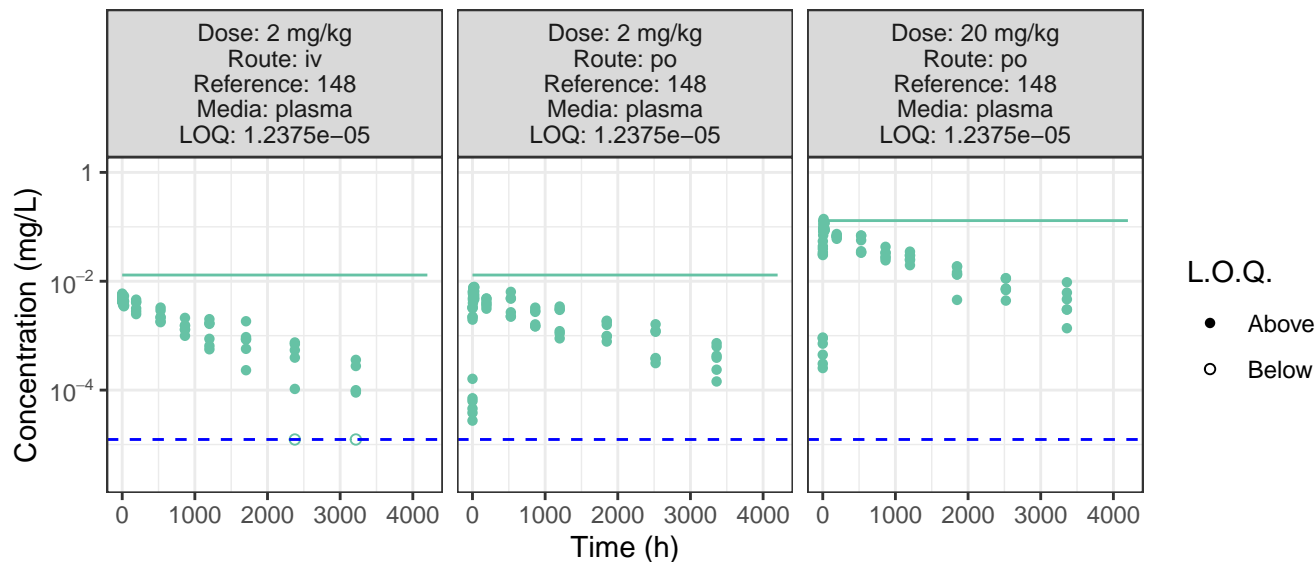 Dose: 2 mg/kg
Route: iv
Reference: 148
Media: plasma
LOQ: 1.2375e−05
Dose: 2 mg/kg
Route: po
Reference: 148
Media: plasma
LOQ: 1.2375e−05
Dose: 20 mg/kg
Route: po
Reference: 148
Media: plasma
LOQ: 1.2375e−05
Concentration (mg/L)
1
10⁻²
10⁻⁴
0 1000 2000 3000 4000
0 1000 2000 3000 4000
0 1000 2000 3000 4000
Time (h)
L.O.Q.
Above
Below